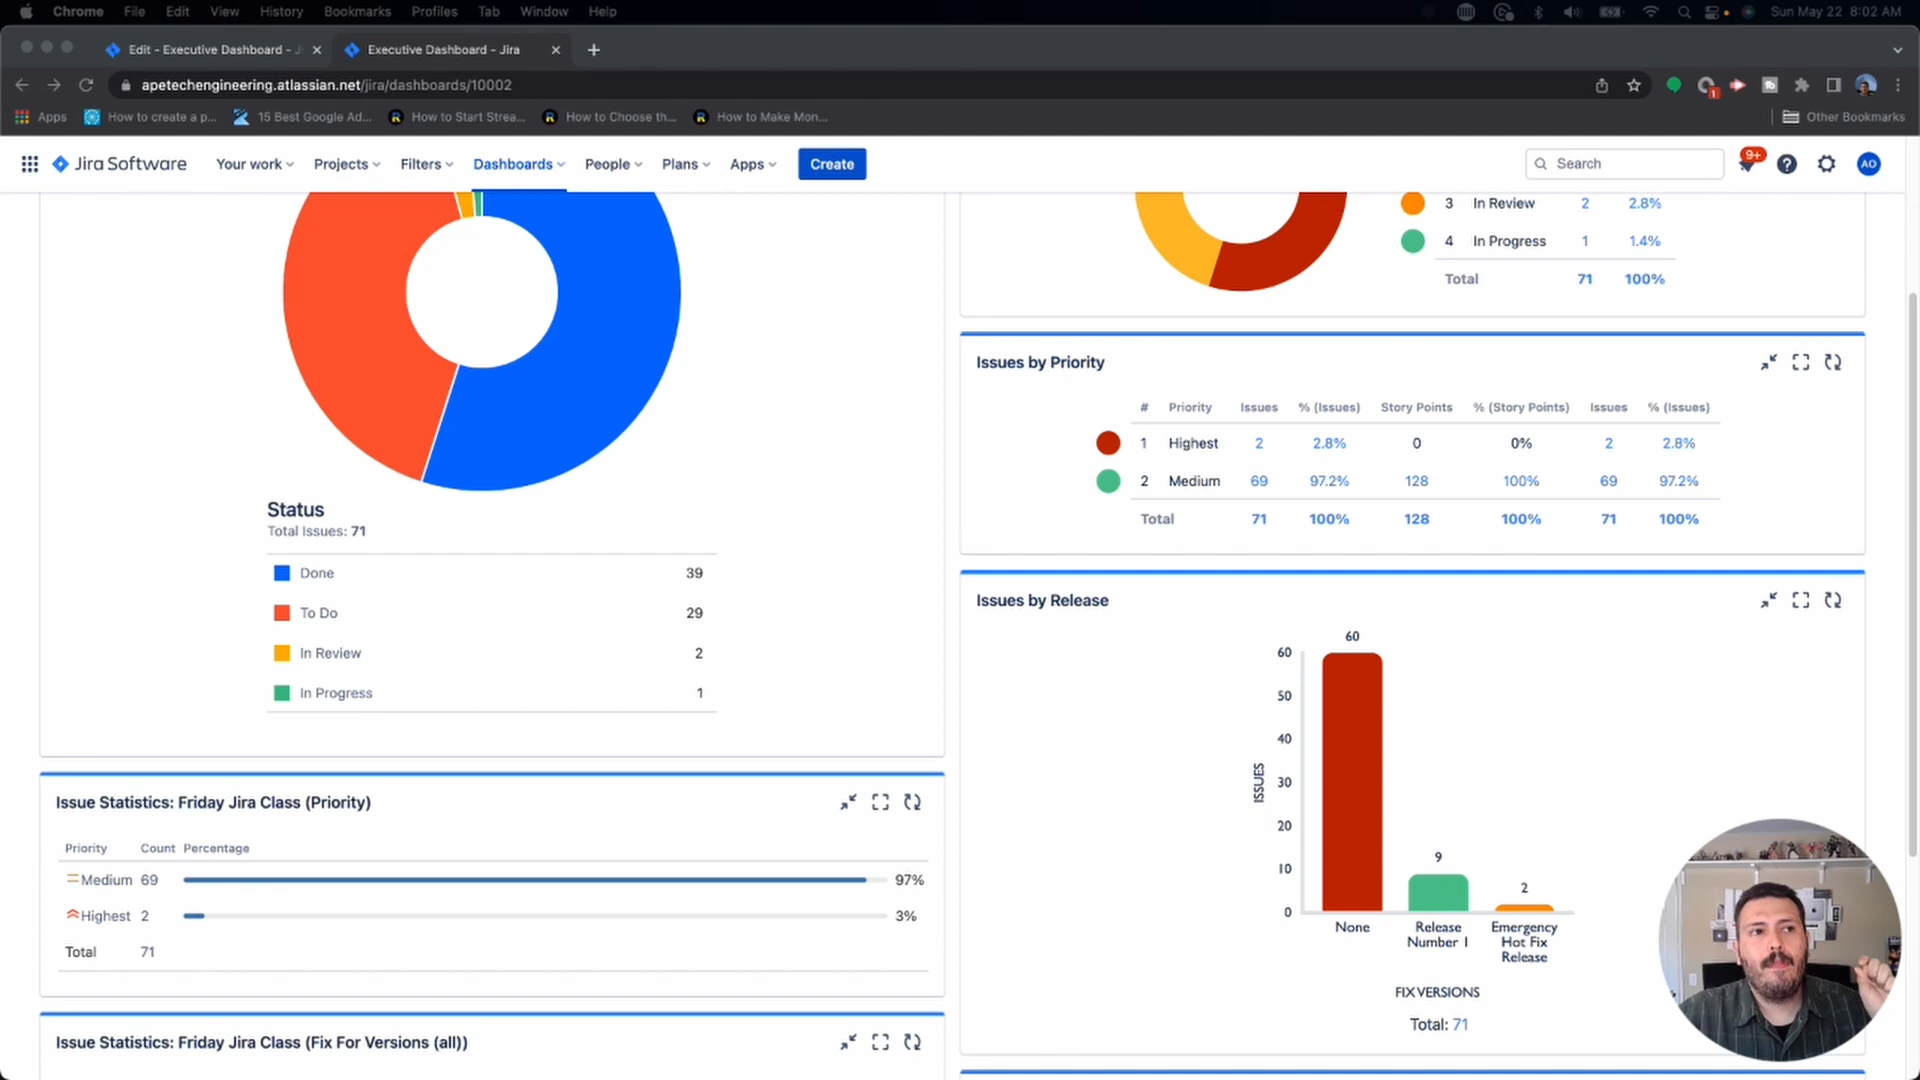 Chrome File Edit View History Bookmarks Profiles Tab Window Help Sun May 22 8:02 AM
Edit - Executive Dashboard - Ji Executive Dashboard - Jira
apetechengineering.atlassian.net/jira/dashboards/10002
Apps How to create a p... 15 Best Google Ad... How to Start Strea... How to Choose th... How to Make Mon... Other Bookmarks
Jira Software Your work Projects Filters Dashboards People Plans Apps Create Search 9+ AO
3 In Review 2 2.8%
4 In Progress 1 1.4%
Total 71 100%
Status
Total Issues: 71
Done 39
To Do 29
In Review 2
In Progress 1
Issues by Priority
# Priority Issues % (Issues) Story Points % (Story Points) Issues % (Issues)
1 Highest 2 2.8% 0 0% 2 2.8%
2 Medium 69 97.2% 128 100% 69 97.2%
Total 71 100% 128 100% 71 100%
Issues by Release
60
60
50
40
30
20
10
0
ISSUES
9
2
None
Release Number 1
Emergency Hot Fix Release
FIX VERSIONS
Total: 71
Issue Statistics: Friday Jira Class (Priority)
Priority Count Percentage
Medium 69 97%
Highest 2 3%
Total 71
Issue Statistics: Friday Jira Class (Fix For Versions (all))